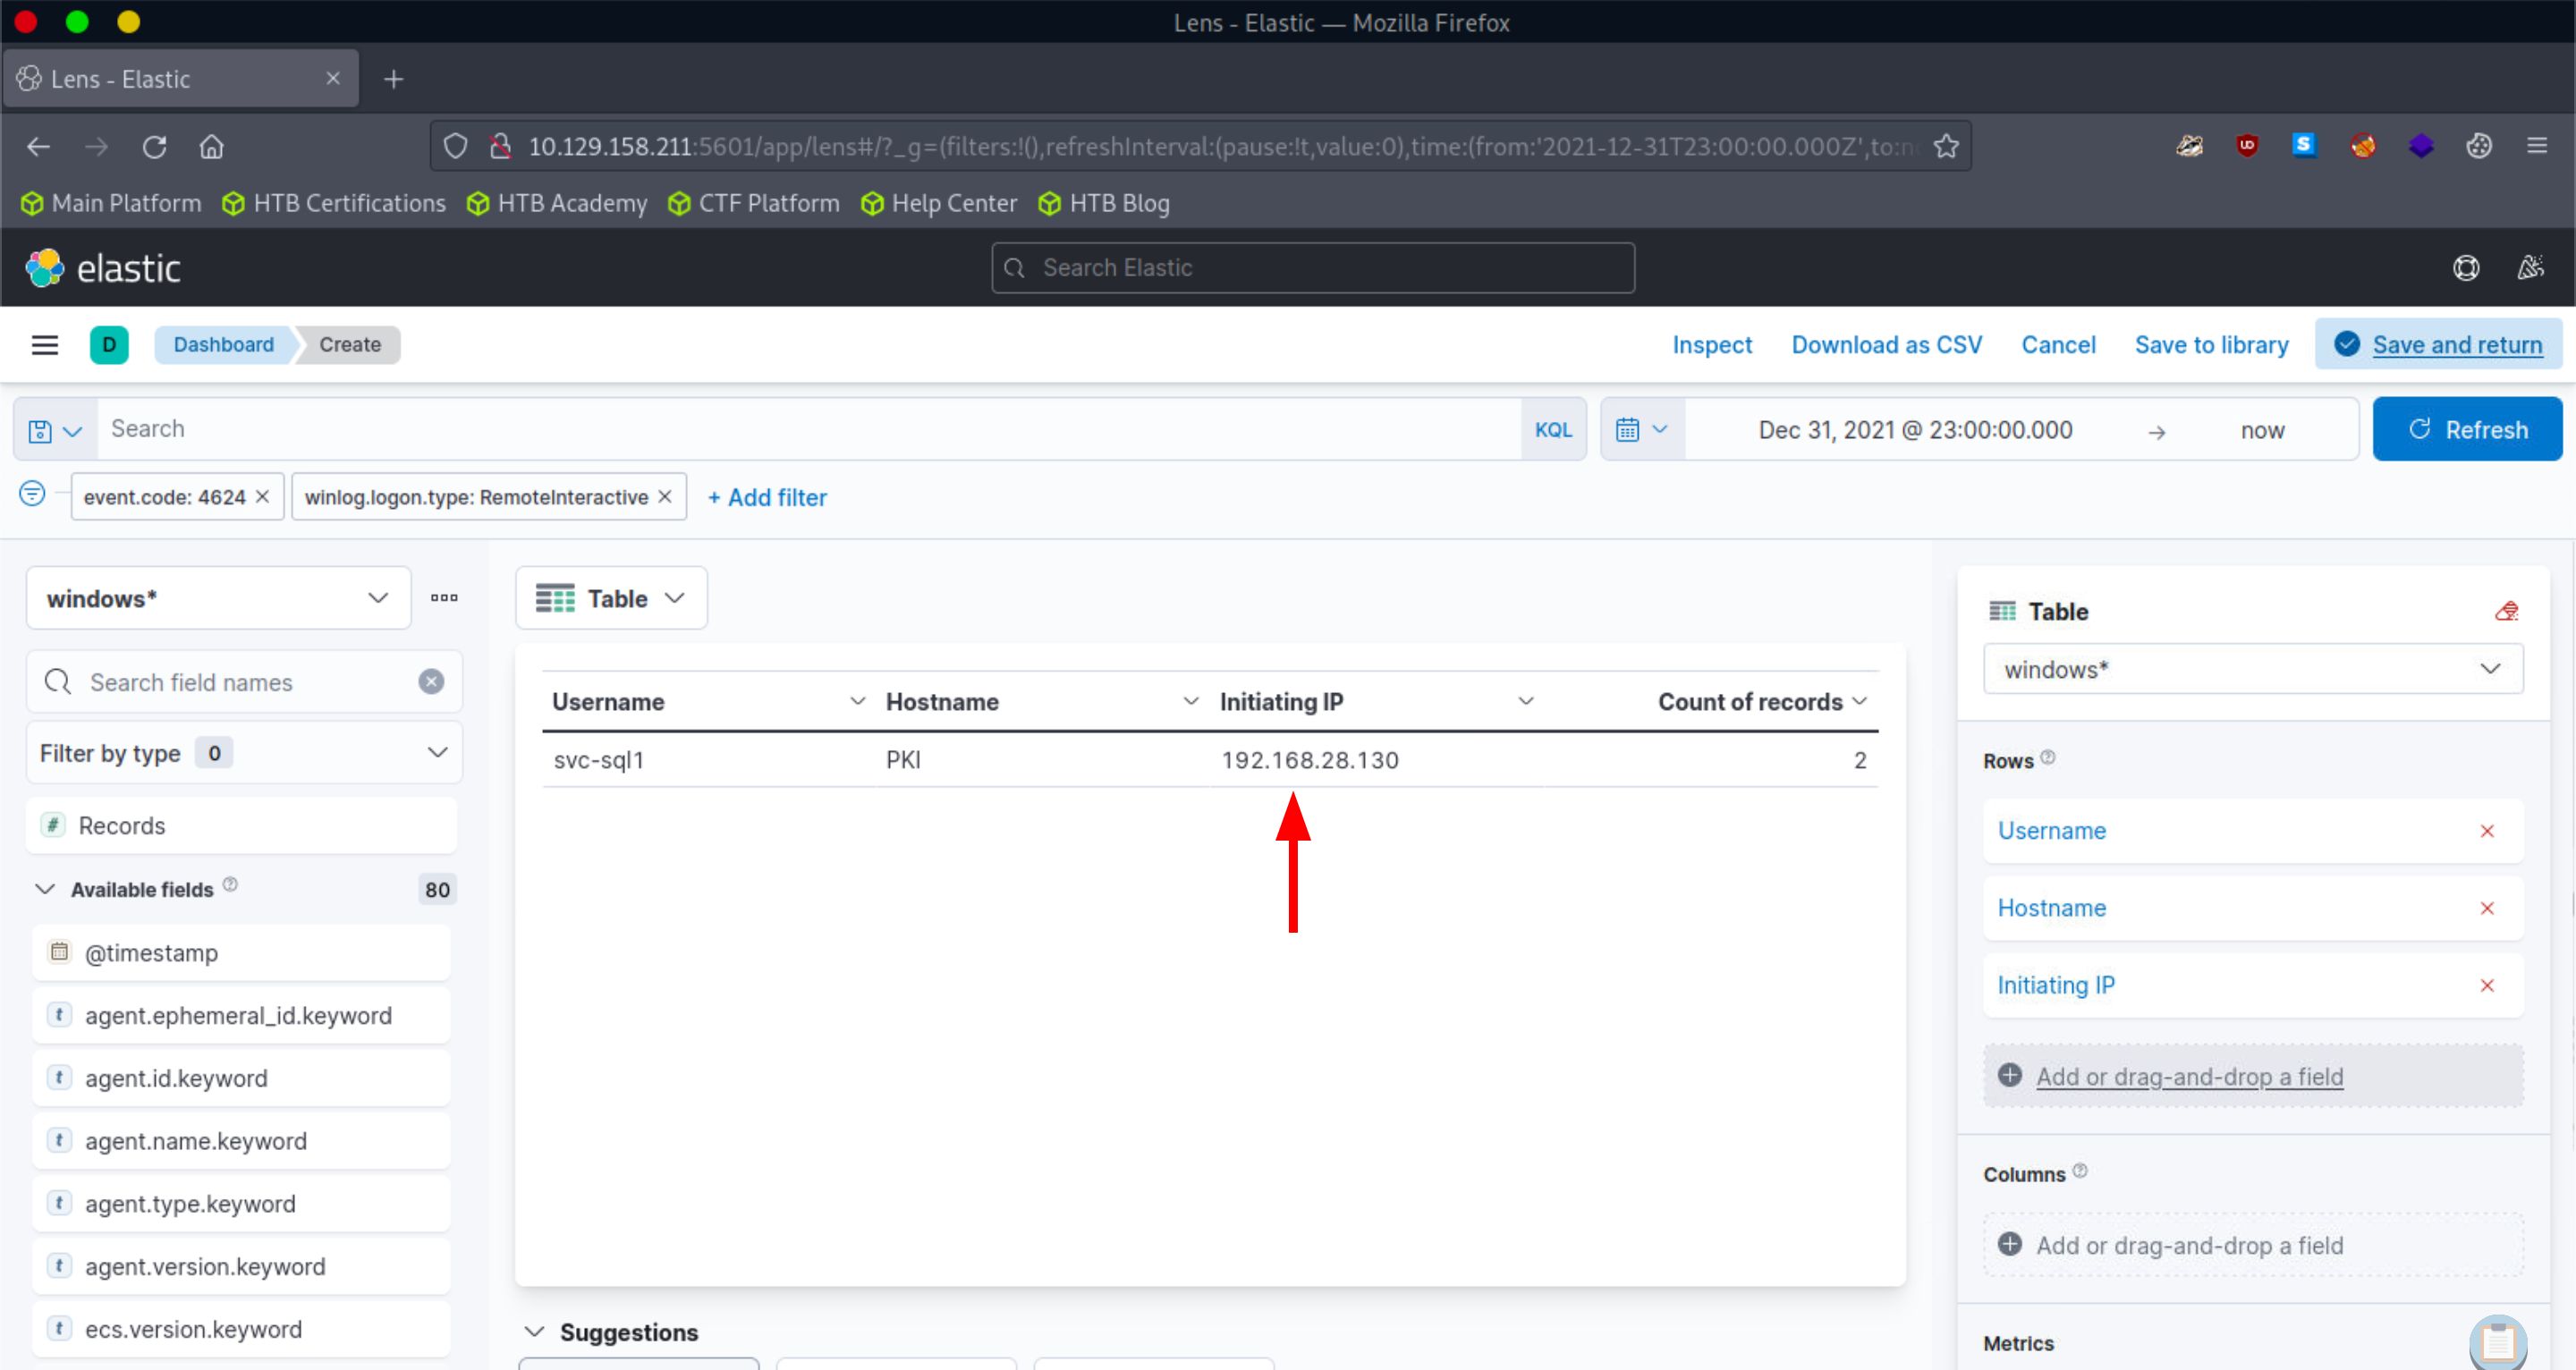 Lens - Elastic — Mozilla Firefox
Lens - Elastic
10.129.158.211:5601/app/lens#/?_g=(filters:!(),refreshInterval:(pause:!t,value:0),time:(from:'2021-12-31T23:00:00.000Z',to:n
Main Platform HTB Certifications HTB Academy CTF Platform Help Center HTB Blog
elastic
Search Elastic
D Dashboard Create
Inspect Download as CSV Cancel Save to library Save and return
Search KQL Dec 31, 2021 @ 23:00:00.000 → now Refresh
event.code: 4624 × winlog.logon.type: RemoteInteractive × + Add filter
windows*
Search field names
Filter by type 0
# Records
Available fields 80
@timestamp
t agent.ephemeral_id.keyword
t agent.id.keyword
t agent.name.keyword
t agent.type.keyword
t agent.version.keyword
t ecs.version.keyword
Table
Username Hostname Initiating IP Count of records
svc-sql1 PKI 192.168.28.130 2
Suggestions
Table
windows*
Rows
Username
Hostname
Initiating IP
Add or drag-and-drop a field
Columns
Add or drag-and-drop a field
Metrics